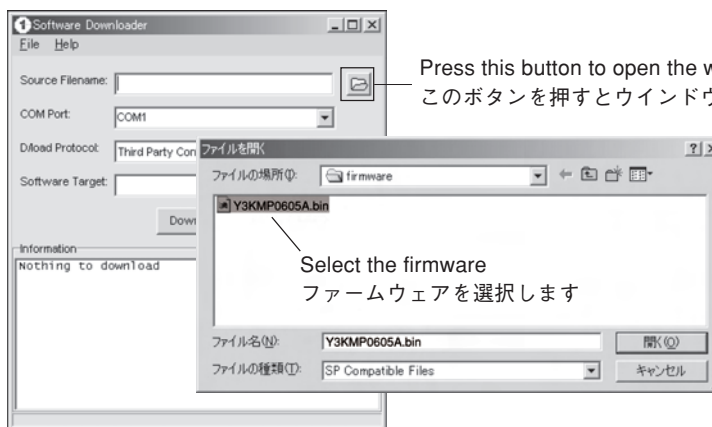 Software Downloader
File Help
Source Filename:
Press this button to open the
このボタンを押すとウインドウ
COM Port: COM1
D/load Protocol: Third Party Con
Software Target:
Down
Information
Nothing to download
ファイルを開く
ファイルの場所(I): firmware
Y3KMP0605A.bin
Select the firmware
ファームウェアを選択します
ファイル名(N): Y3KMP0605A.bin 開く(O)
ファイルの種類(T): SP Compatible Files キャンセル